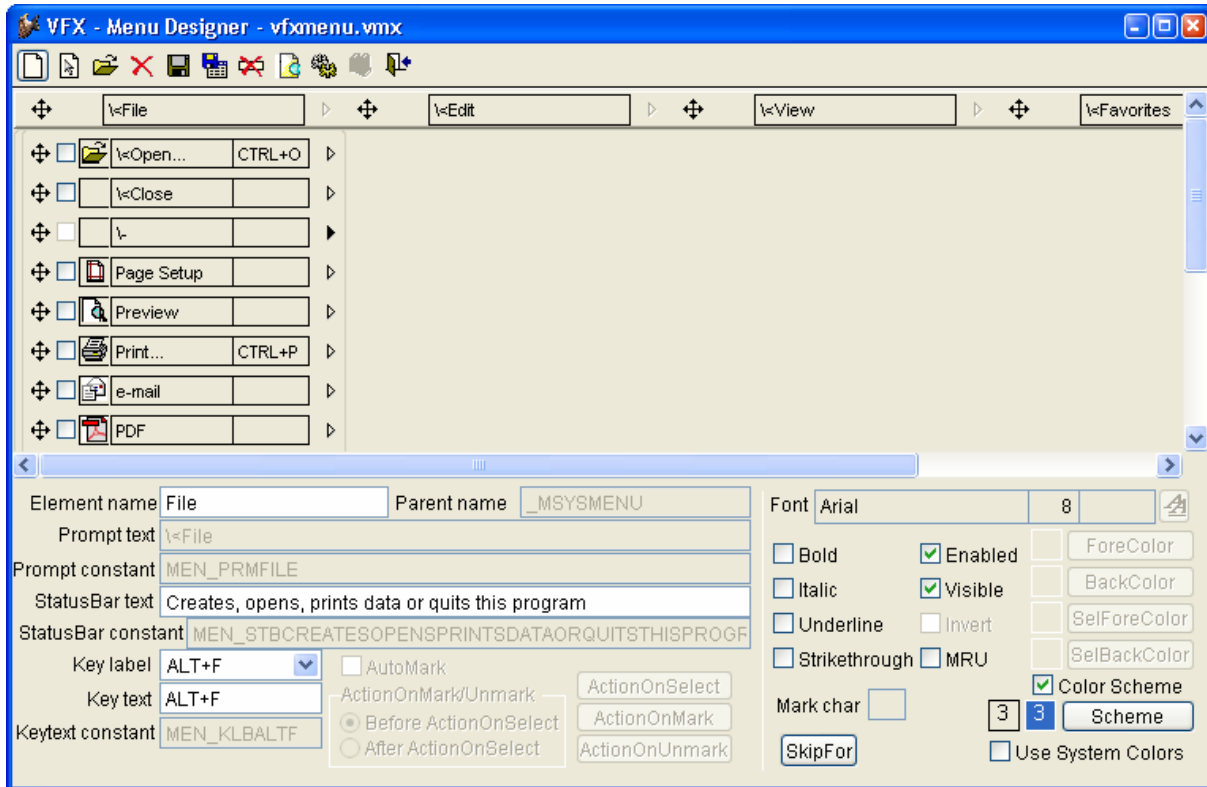 VFX - Menu Designer - vfxmenu.vmx
\<File \<Edit \<View \<Favorites
\<Open... CTRL+O
\<Close
\-
Page Setup
Preview
Print... CTRL+P
e-mail
PDF
Element name File Parent name _MSYSMENU Font Arial 8
Prompt text \<File Bold Enabled ForeColor
Prompt constant MEN_PRMFILE Italic Visible BackColor
StatusBar text Creates, opens, prints data or quits this program Underline Invert SelForeColor
StatusBar constant MEN_STBCREATESOPENSPRINTSDATAORQUITSTHISPROGR Strikethrough MRU SelBackColor
Key label ALT+F AutoMark ActionOnSelect Color Scheme
Key text ALT+F ActionOnMark/Unmark Before ActionOnSelect ActionOnMark Mark char 3 3 Scheme
Keytext constant MEN_KLBALTF After ActionOnSelect ActionOnUnmark SkipFor Use System Colors